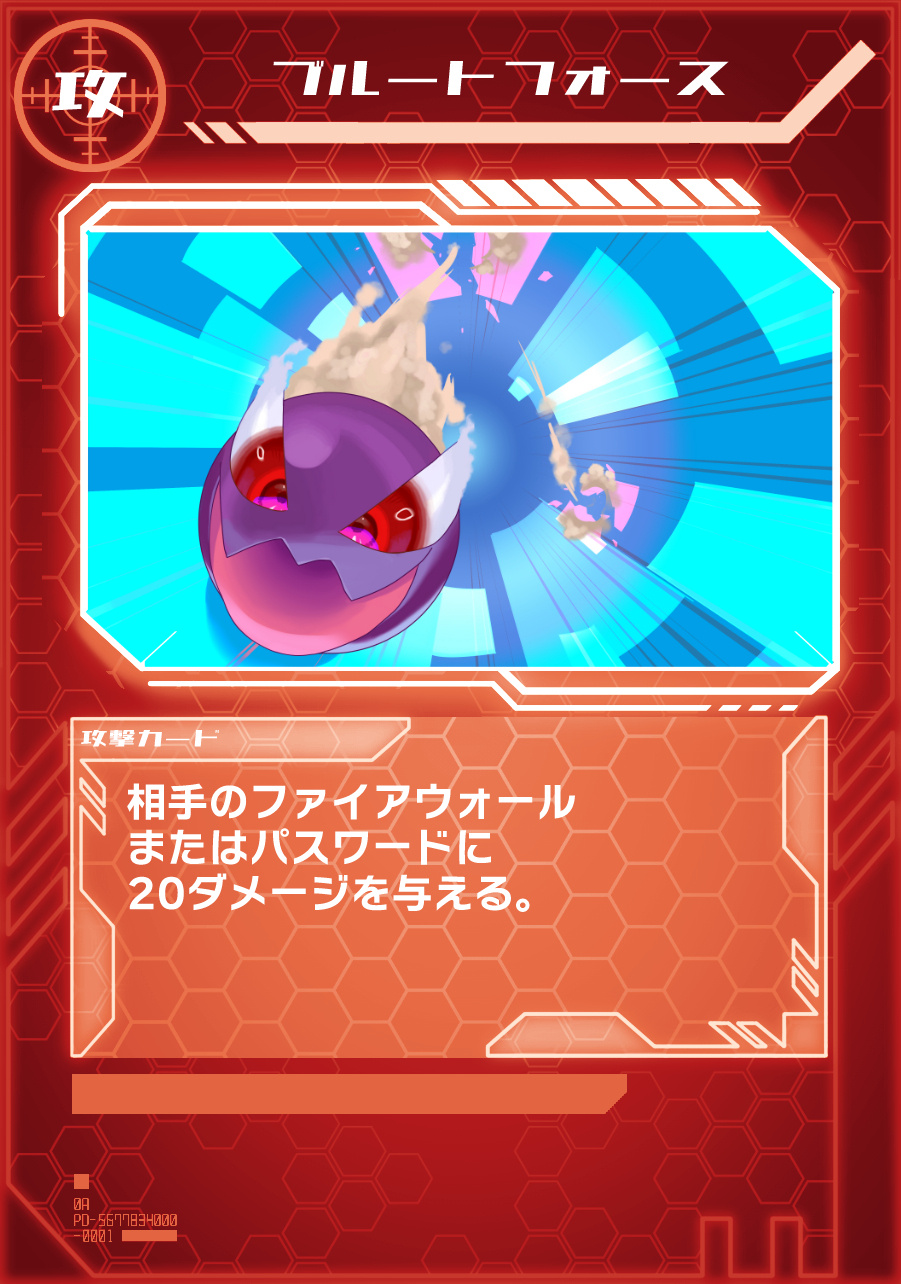 攻
ブルートフォース
攻撃カード
相手のファイアウォール
またはパスワードに
20ダメージを与える。
0A
PD-5677834000
-0001